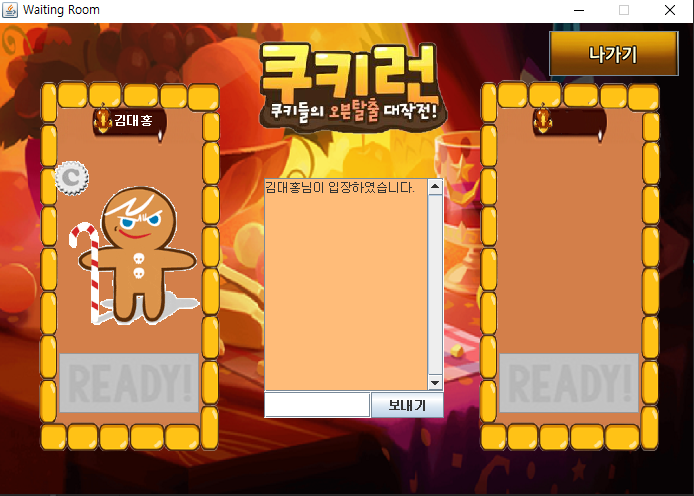 Waiting Room
나가기
쿠키런
쿠키들의 오븐탈출 대작전!
김대홍
C
김대홍님이 입장하였습니다.
READY!
READY!
보내기